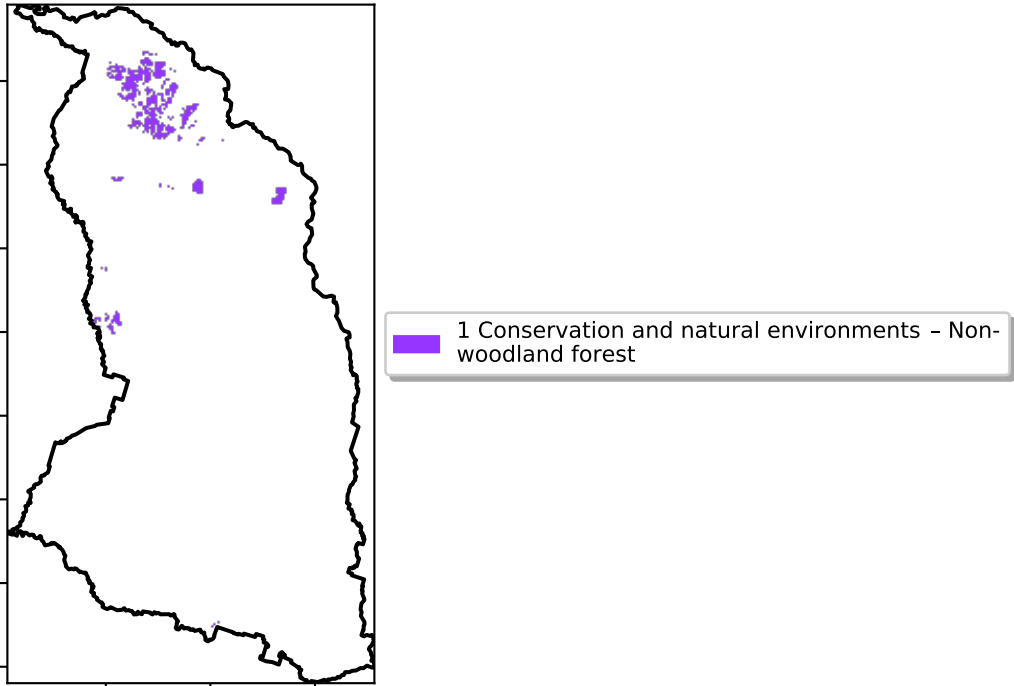 1 Conservation and natural environments – Non-
woodland forest